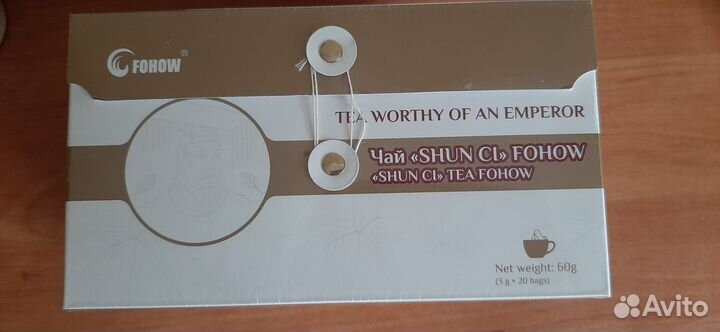 FOHOW®
TEA WORTHY OF AN EMPEROR
Чай «SHUN CI» FOHOW
«SHUN CI» TEA FOHOW
Net weight: 60g
(3 g × 20 bags)
Avito